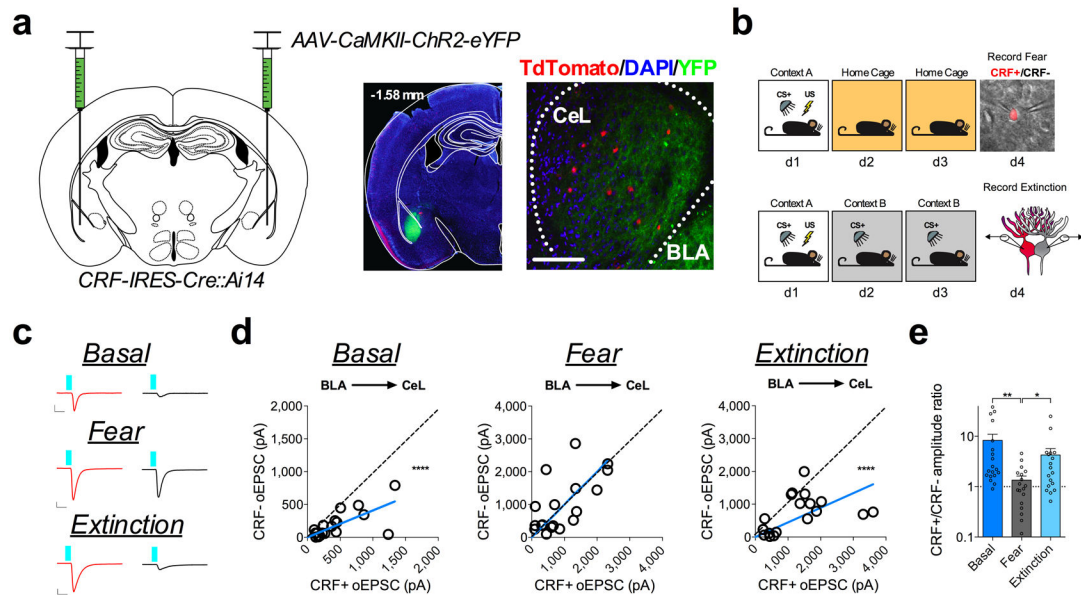 a
AAV-CaMKII-ChR2-eYFP
CRF-IRES-Cre::Ai14
-1.58 mm
TdTomato/DAPI/YFP
CeL
BLA
b
Context A
Home Cage
Home Cage
Record Fear
CRF+/CRF-
CS+
US
d1
d2
d3
d4
Context A
Context B
Context B
Record Extinction
CS+
US
CS+
CS+
d1
d2
d3
d4
c
Basal
Fear
Extinction
d
Basal
BLA
CeL
CRF- oEPSC (pA)
2,000
1,500
1,000
500
0
****
0
500
1,000
1,500
2,000
CRF+ oEPSC (pA)
Fear
BLA
CeL
CRF- oEPSC (pA)
4,000
3,000
2,000
1,000
0
0
1,000
2,000
3,000
4,000
CRF+ oEPSC (pA)
Extinction
BLA
CeL
CRF- oEPSC (pA)
4,000
3,000
2,000
1,000
0
****
0
1,000
2,000
3,000
4,000
CRF+ oEPSC (pA)
e
CRF+/CRF- amplitude ratio
** *
10
1
0.1
Basal
Fear
Extinction